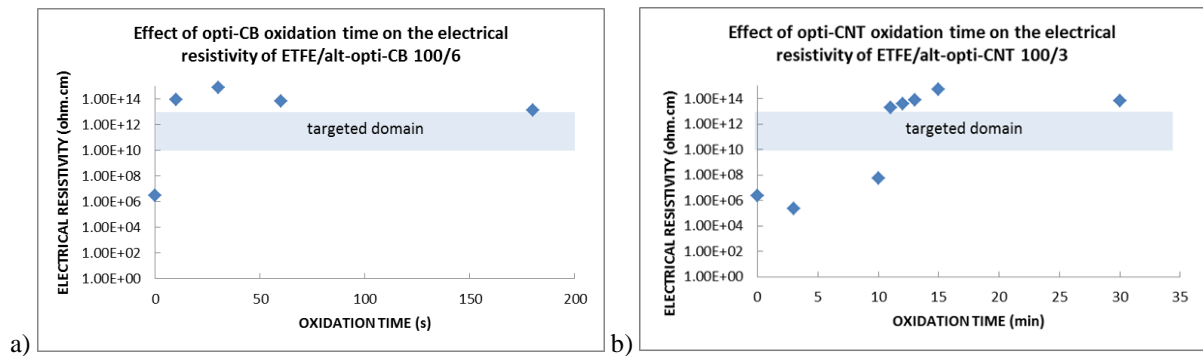 Effect of opti-CB oxidation time on the electrical
resistivity of ETFE/alt-opti-CB 100/6
ELECTRICAL RESISTIVITY (ohm.cm)
1.00E+14
1.00E+12
1.00E+10
1.00E+08
1.00E+06
1.00E+04
1.00E+02
1.00E+00
targeted domain
0 50 100 150 200
OXIDATION TIME (s)
a)
Effect of opti-CNT oxidation time on the electrical
resistivity of ETFE/alt-opti-CNT 100/3
ELECTRICAL RESISTIVITY (ohm.cm)
1.00E+14
1.00E+12
1.00E+10
1.00E+08
1.00E+06
1.00E+04
1.00E+02
1.00E+00
targeted domain
0 5 10 15 20 25 30 35
OXIDATION TIME (min)
b)